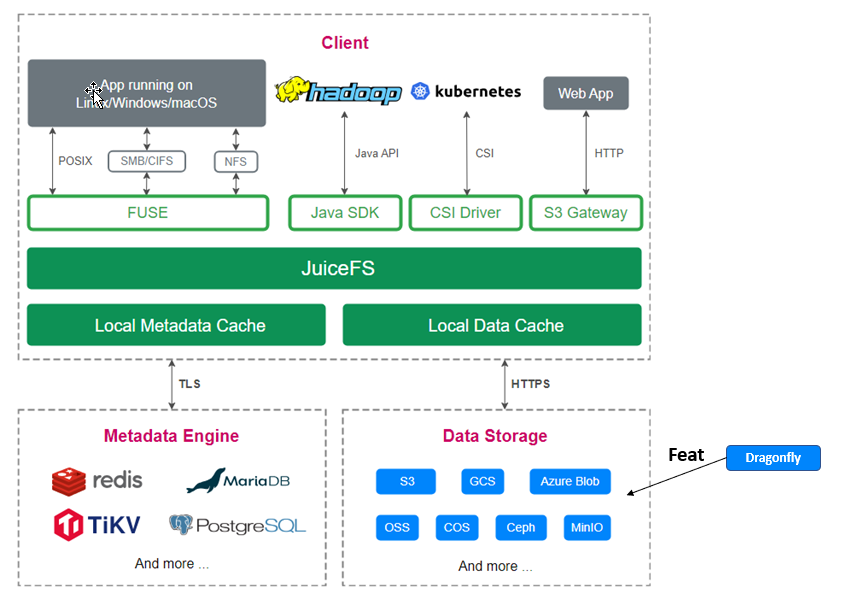 Client
App running on
Linux/Windows/macOS
hadoop
kubernetes
Web App
POSIX
SMB/CIFS
NFS
Java API
CSI
HTTP
FUSE
Java SDK
CSI Driver
S3 Gateway
JuiceFS
Local Metadata Cache
Local Data Cache
TLS
HTTPS
Metadata Engine
redis
MariaDB
TiKV
PostgreSQL
And more ...
Data Storage
S3
GCS
Azure Blob
OSS
COS
Ceph
MinIO
And more ...
Feat
Dragonfly